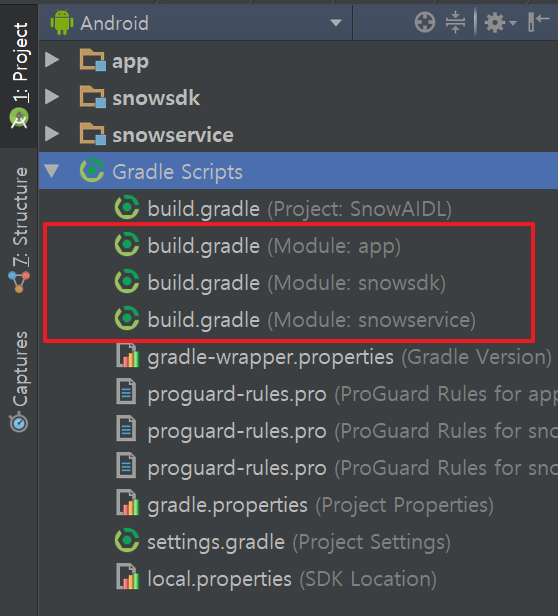 Android
1: Project
7: Structure
Captures
app
snowsdk
snowservice
Gradle Scripts
build.gradle (Project: SnowAIDL)
build.gradle (Module: app)
build.gradle (Module: snowsdk)
build.gradle (Module: snowservice)
gradle-wrapper.properties (Gradle Version)
proguard-rules.pro (ProGuard Rules for app
proguard-rules.pro (ProGuard Rules for sno
proguard-rules.pro (ProGuard Rules for sno
gradle.properties (Project Properties)
settings.gradle (Project Settings)
local.properties (SDK Location)